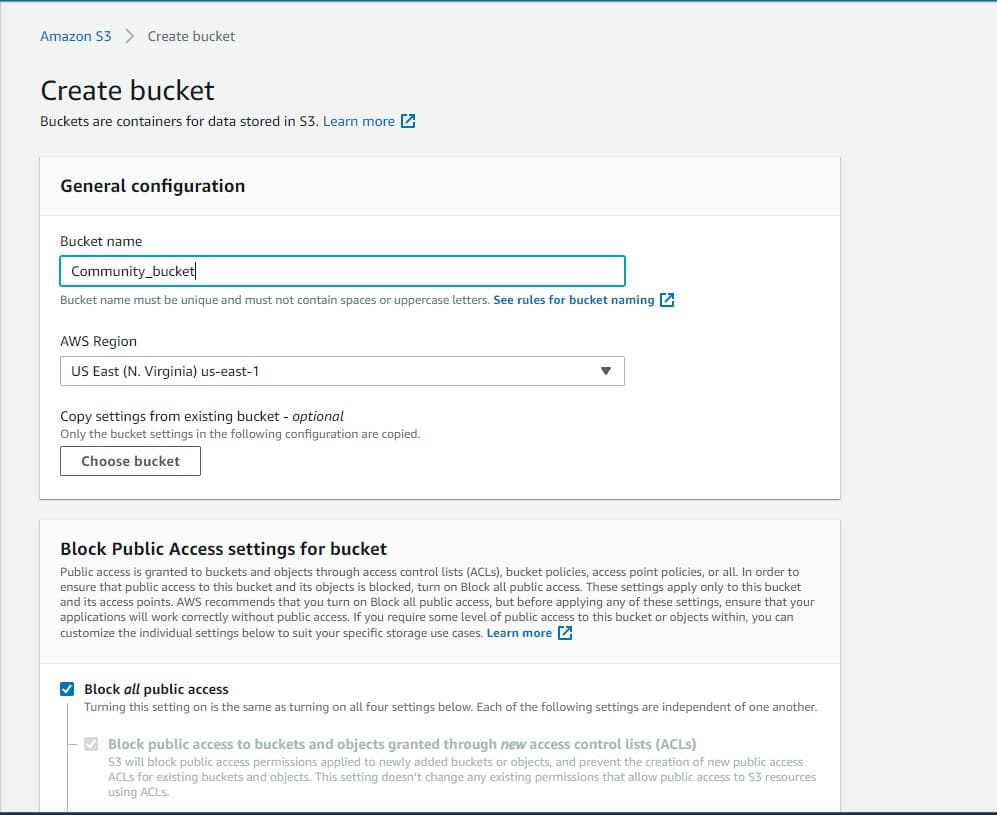 Amazon S3 > Create bucket
Create bucket
Buckets are containers for data stored in S3. Learn more
General configuration
Bucket name
Community_bucket
Bucket name must be unique and must not contain spaces or uppercase letters. See rules for bucket naming
AWS Region
US East (N. Virginia) us-east-1
Copy settings from existing bucket - optional
Only the bucket settings in the following configuration are copied.
Choose bucket
Block Public Access settings for bucket
Public access is granted to buckets and objects through access control lists (ACLs), bucket policies, access point policies, or all. In order to
ensure that public access to this bucket and its objects is blocked, turn on Block all public access. These settings apply only to this bucket
and its access points. AWS recommends that you turn on Block all public access, but before applying any of these settings, ensure that your
applications will work correctly without public access. If you require some level of public access to this bucket or objects within, you can
customize the individual settings below to suit your specific storage use cases. Learn more
Block all public access
Turning this setting on is the same as turning on all four settings below. Each of the following settings are independent of one another.
Block public access to buckets and objects granted through new access control lists (ACLs)
S3 will block public access permissions applied to newly added buckets or objects, and prevent the creation of new public access
ACLs for existing buckets and objects. This setting doesn't change any existing permissions that allow public access to S3 resources
using ACLs.